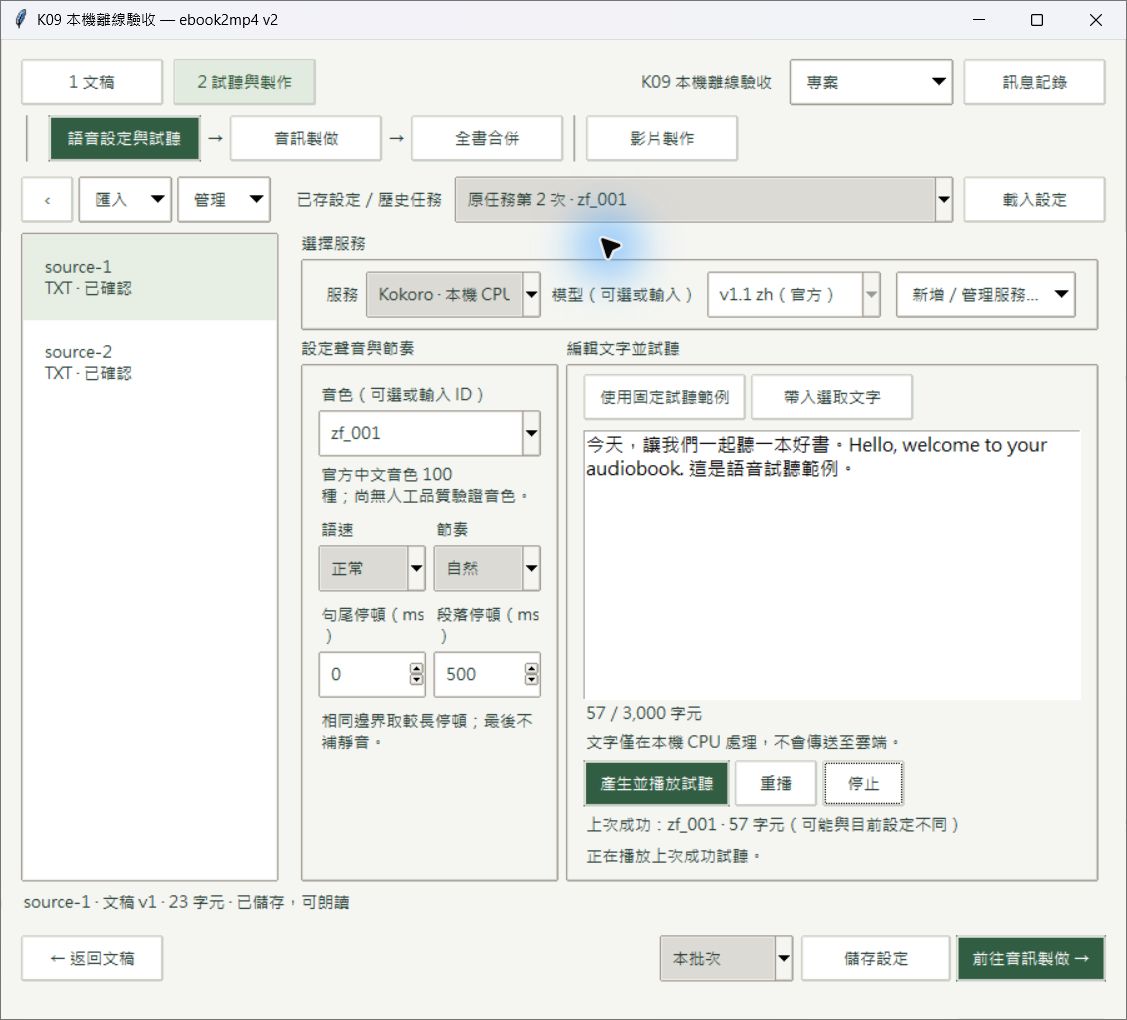 K09 本機離線驗收 — ebook2mp4 v2
1 文稿
2 試聽與製作
K09 本機離線驗收
專案
訊息記錄
語音設定與試聽
→
音訊製做
→
全書合併
影片製作
‹
匯入
管理
已存設定 / 歷史任務
原任務第 2 次 · zf_001
載入設定
source-1
TXT · 已確認
source-2
TXT · 已確認
選擇服務
服務
Kokoro · 本機 CPU
模型（可選或輸入）
v1.1 zh（官方）
新增 / 管理服務...
設定聲音與節奏
音色（可選或輸入 ID）
zf_001
官方中文音色 100
種；尚無人工品質驗證音色。
語速
節奏
正常
自然
句尾停頓（ms
）
段落停頓（ms
）
0
500
相同邊界取較長停頓；最後不
補靜音。
編輯文字並試聽
使用固定試聽範例
帶入選取文字
今天，讓我們一起聽一本好書。Hello, welcome to your
audiobook. 這是語音試聽範例。
57 / 3,000 字元
文字僅在本機 CPU 處理，不會傳送至雲端。
產生並播放試聽
重播
停止
上次成功：zf_001 · 57 字元（可能與目前設定不同）
正在播放上次成功試聽。
source-1 · 文稿 v1 · 23 字元 · 已儲存，可朗讀
← 返回文稿
本批次
儲存設定
前往音訊製做 →